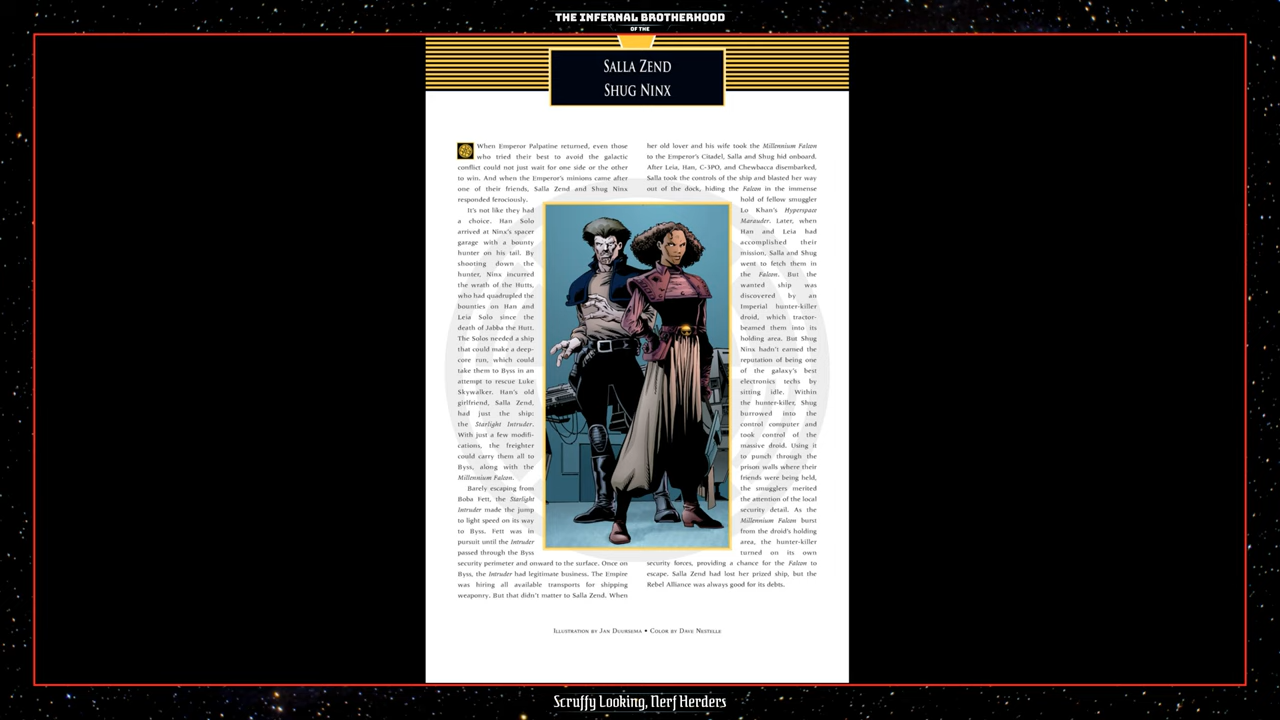 THE INFERNAL BROTHERHOOD
OF THE
SALLA ZEND
SHUG NINX
When Emperor Palpatine returned, even those
who tried their best to avoid the galactic
conflict could not just wait for one side or the other
to win. And when the Emperor's minions came after
one of their friends, Salla Zend and Shug Ninx
responded ferociously.
It's not like they had
a choice. Han Solo
arrived at Ninx's spacer
garage with a bounty
hunter on his tail. By
shooting down the
hunter, Ninx incurred
the wrath of the Hutts,
who had quadrupled the
bounties on Han and
Leia Solo since the
death of Jabba the Hutt.
The Solos needed a ship
that could make a deep-
core run, which could
take them to Byss in an
attempt to rescue Luke
Skywalker. Han's old
girlfriend, Salla Zend,
had just the ship:
the Starlight Intruder.
With just a few modifi-
cations, the freighter
could carry them all to
Byss, along with the
Millennium Falcon.
Barely escaping from
Boba Fett, the Starlight
Intruder made the jump
to light speed on its way
to Byss. Fett was in
pursuit until the Intruder
passed through the Byss
security perimeter and onward to the surface. Once on
Byss, the Intruder had legitimate business. The Empire
was hiring all available transports for shipping
weaponry. But that didn't matter to Salla Zend. When
her old lover and his wife took the Millennium Falcon
to the Emperor's Citadel, Salla and Shug hid onboard.
After Leia, Han, C-3PO, and Chewbacca disembarked,
Salla took the controls of the ship and blasted her way
out of the dock, hiding the Falcon in the immense
hold of fellow smuggler
Lo Khan's Hyperspace
Marauder. Later, when
Han and Leia had
accomplished their
mission, Salla and Shug
went to fetch them in
the Falcon. But the
wanted ship was
discovered by an
Imperial hunter-killer
droid, which tractor-
beamed them into its
holding area. But Shug
Ninx hadn't earned the
reputation of being one
of the galaxy's best
electronics techs by
sitting idle. Within
the hunter-killer, Shug
burrowed into the
control computer and
took control of the
massive droid. Using it
to punch through the
prison walls where their
friends were being held,
the smugglers merited
the attention of the local
security detail. As the
Millennium Falcon burst
from the droid's holding
area, the hunter-killer
turned on its own
security forces, providing a chance for the Falcon to
escape. Salla Zend had lost her prized ship, but the
Rebel Alliance was always good for its debts.
ILLUSTRATION BY JAN DUURSEMA • COLOR BY DAVE NESTELLE
Scruffy Looking, Nerf Herders